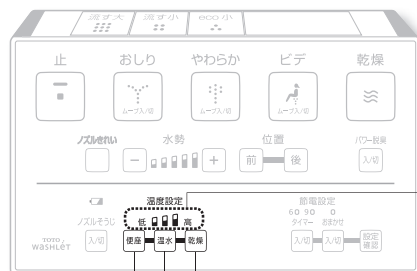 流す大 流す小 eco小
止 おしり やわらか ビデ 乾燥
ムーブ入/切 ムーブ入/切
ノズルきれい 水勢 位置 パワー脱臭
− + 前 後 入/切
温度設定 節電設定
60 90 0
ノズルそうじ 低 高 タイマー おまかせ
TOTO WASHLET 入/切 便座 温水 乾燥 入/切 入/切 設定確認